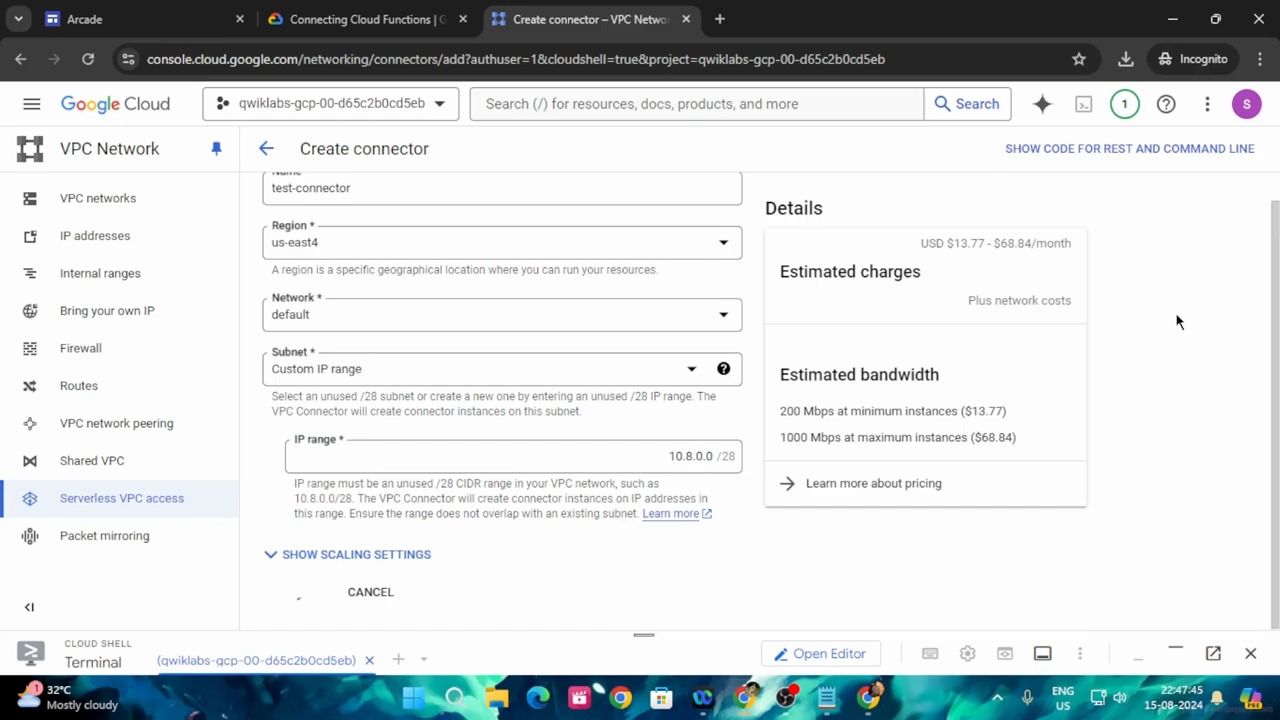 Arcade
Connecting Cloud Functions | G
Create connector – VPC Netwo
console.cloud.google.com/networking/connectors/add?authuser=1&cloudshell=true&project=qwiklabs-gcp-00-d65c2b0cd5eb
Incognito
Google Cloud
qwiklabs-gcp-00-d65c2b0cd5eb
Search (/) for resources, docs, products, and more
Search
1
S
VPC Network
Create connector
SHOW CODE FOR REST AND COMMAND LINE
VPC networks
IP addresses
Internal ranges
Bring your own IP
Firewall
Routes
VPC network peering
Shared VPC
Serverless VPC access
Packet mirroring
Name
test-connector
Region *
us-east4
A region is a specific geographical location where you can run your resources.
Network *
default
Subnet *
Custom IP range
Select an unused /28 subnet or create a new one by entering an unused /28 IP range. The
VPC Connector will create connector instances on this subnet.
IP range *
10.8.0.0 /28
IP range must be an unused /28 CIDR range in your VPC network, such as
10.8.0.0/28. The VPC Connector will create connector instances on IP addresses in
this range. Ensure the range does not overlap with an existing subnet. Learn more
SHOW SCALING SETTINGS
CANCEL
Details
USD $13.77 - $68.84/month
Estimated charges
Plus network costs
Estimated bandwidth
200 Mbps at minimum instances ($13.77)
1000 Mbps at maximum instances ($68.84)
Learn more about pricing
CLOUD SHELL
Terminal
(qwiklabs-gcp-00-d65c2b0cd5eb)
Open Editor
1
32°C
Mostly cloudy
ENG
US
22:47:45
15-08-2024